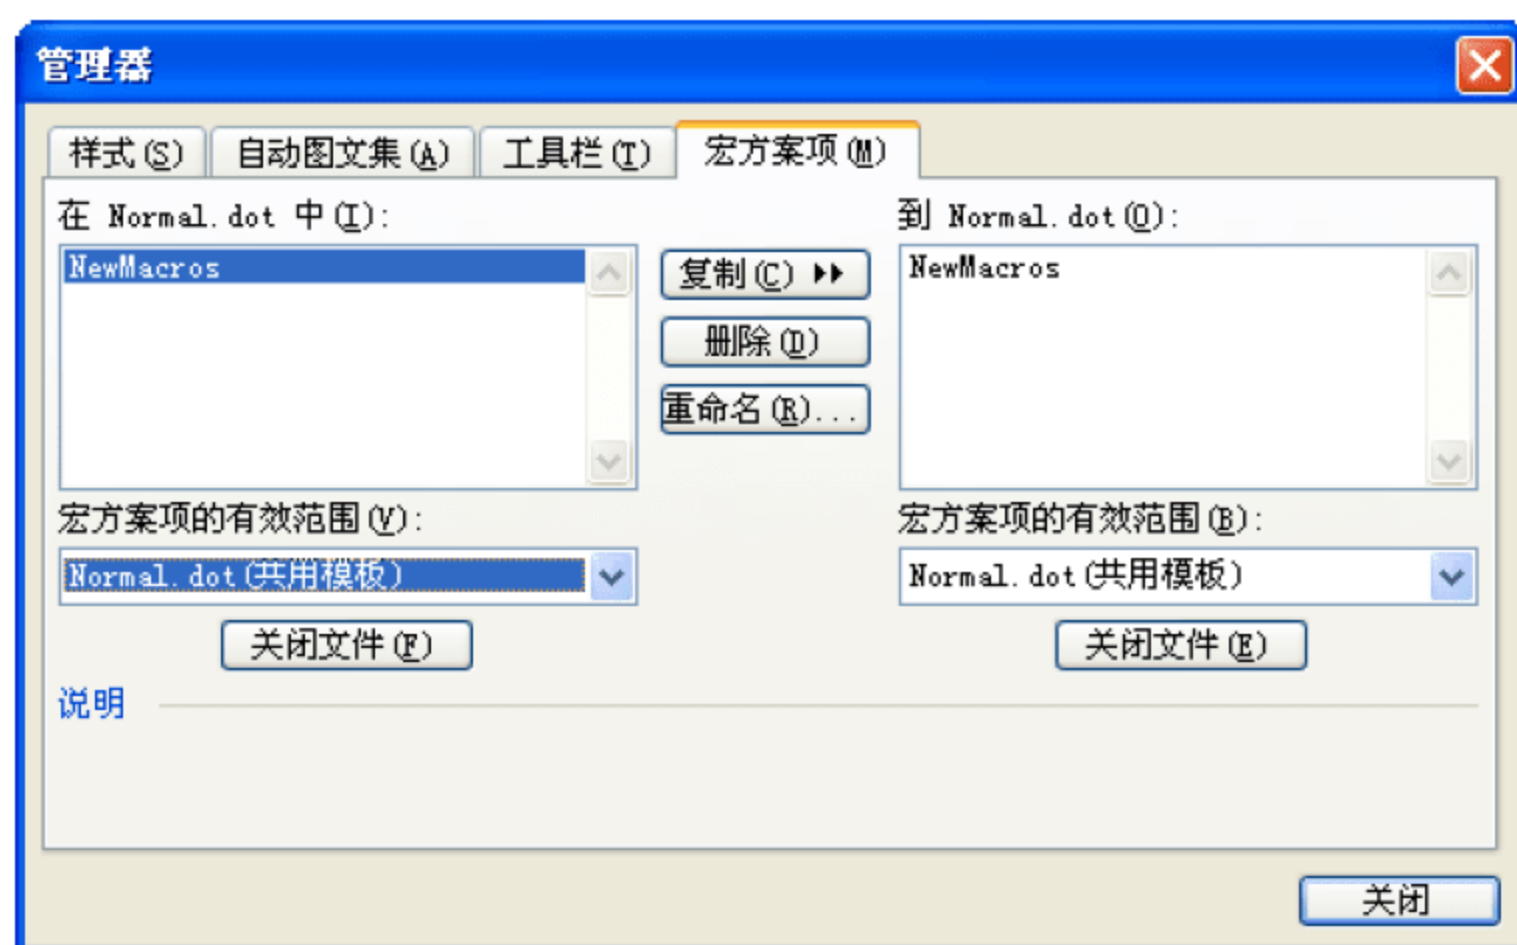 管理器
样式(S) 自动图文集(A) 工具栏(T) 宏方案项(M)
在 Normal.dot 中(I): 到 Normal.dot(O):
NewMacros 复制(C) NewMacros
删除(D)
重命名(R)...
宏方案项的有效范围(V): 宏方案项的有效范围(B):
Normal.dot(共用模板) Normal.dot(共用模板)
关闭文件(F) 关闭文件(E)
说明
关闭